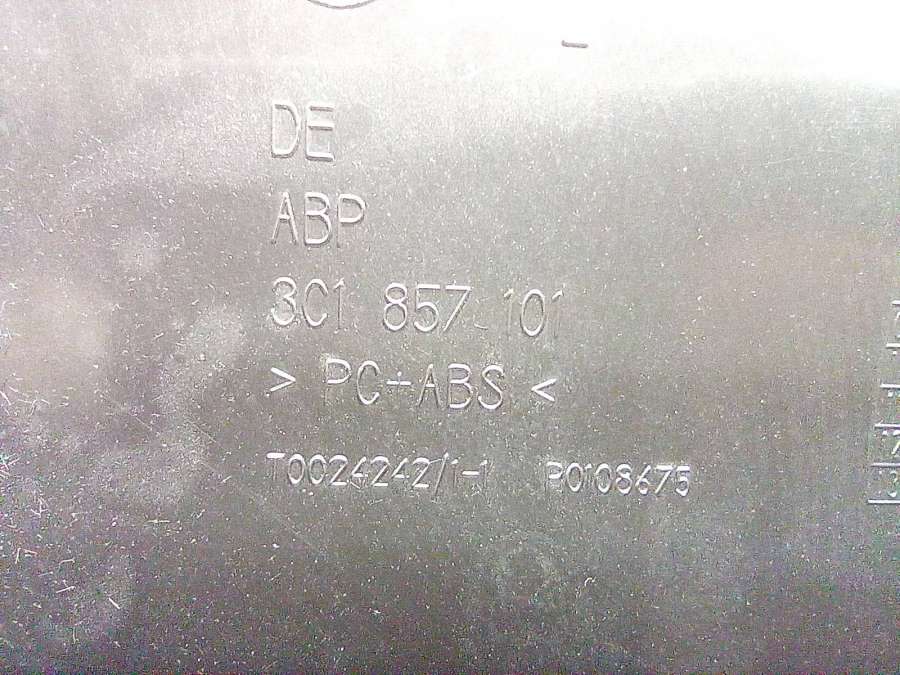 DE
ABP
3C1 857 101
> PC+ABS <
T0024242/1-1 P0108675